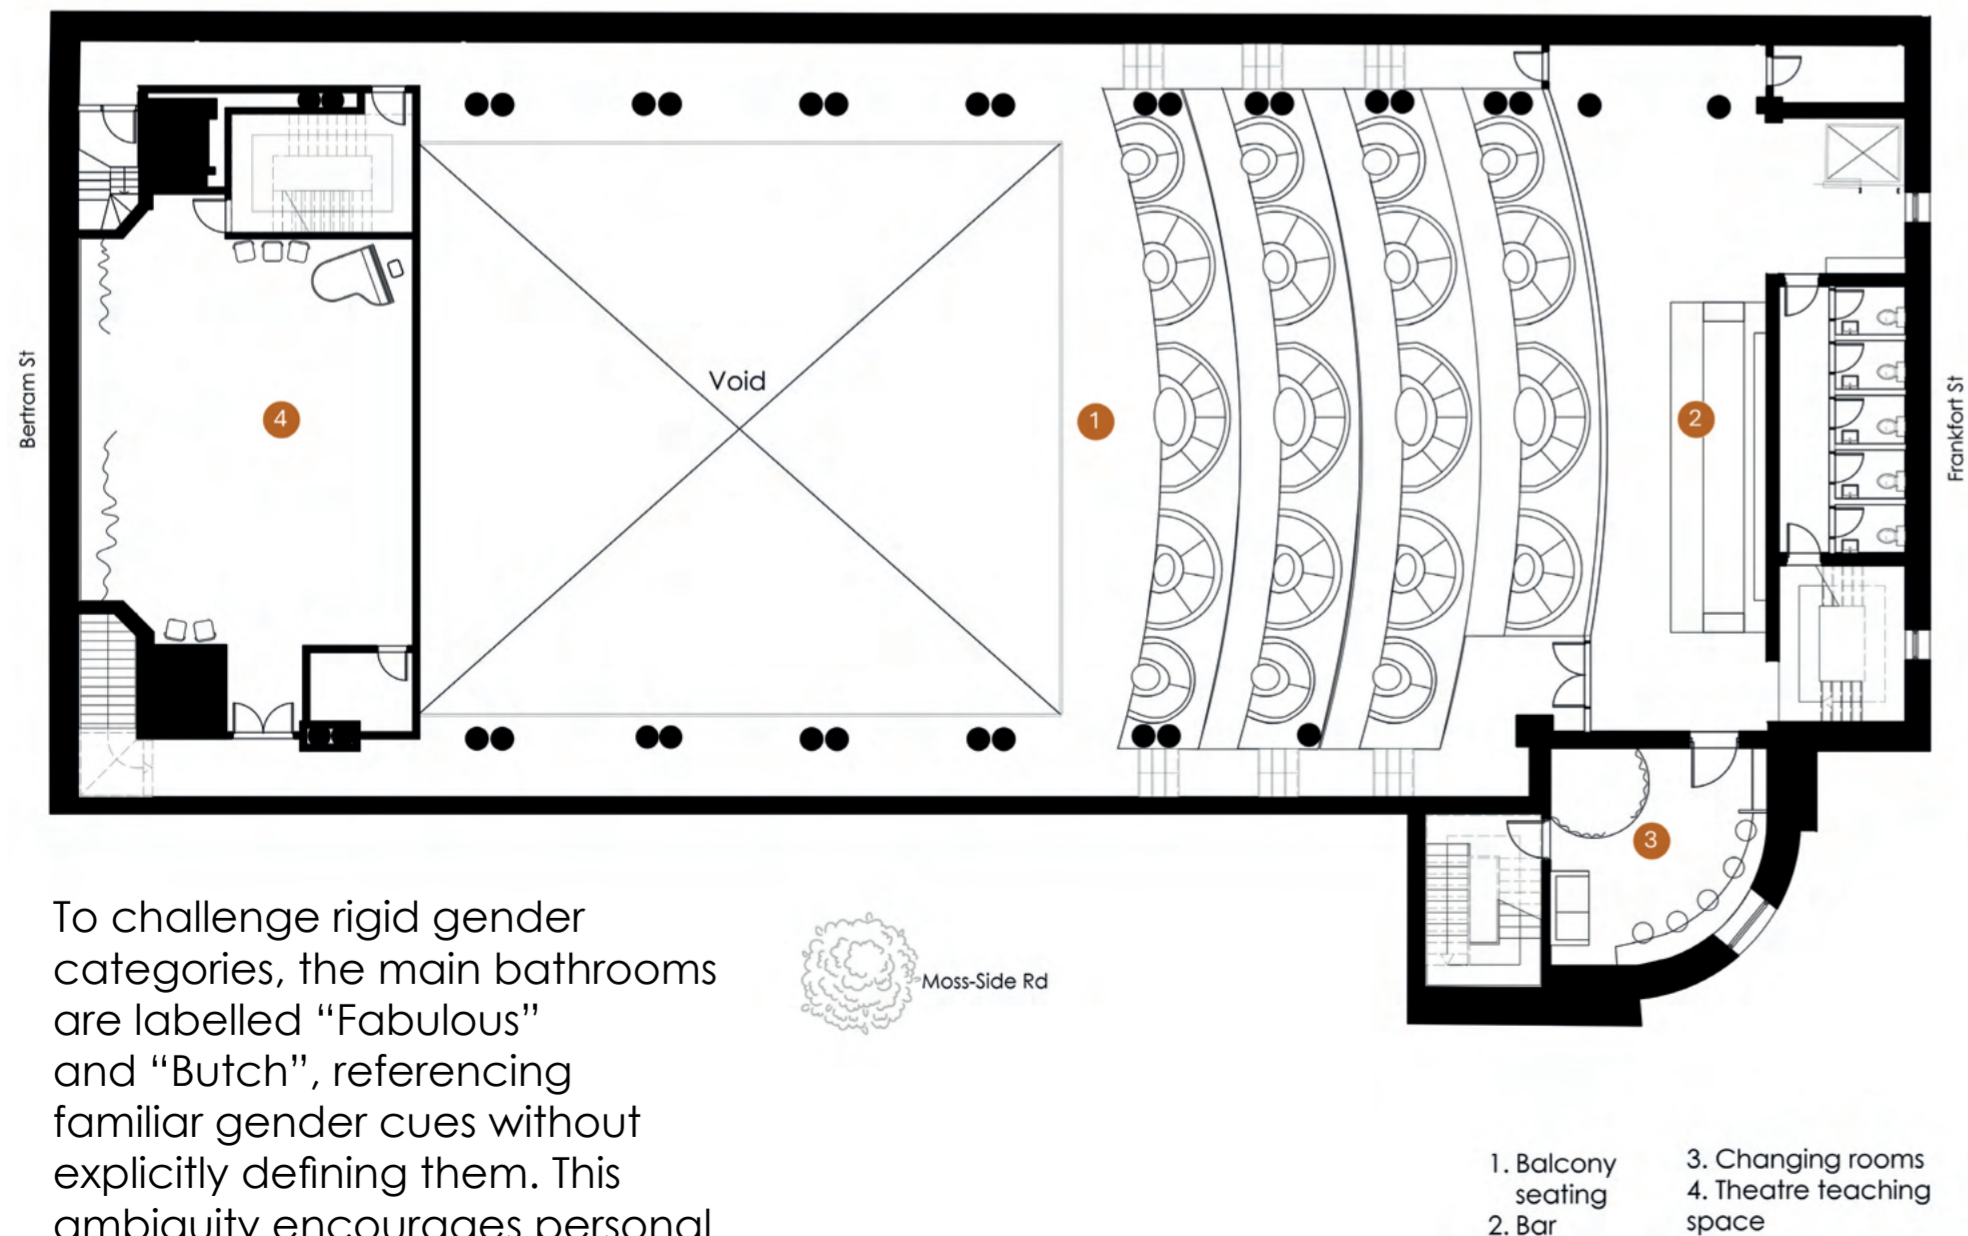 Bertram St
4
Void
1
2
Frankfort St
3
To challenge rigid gender
categories, the main bathrooms
are labelled “Fabulous”
and “Butch”, referencing
familiar gender cues without
explicitly defining them. This
ambiguity encourages personal
Moss-Side Rd
1. Balcony
seating
2. Bar
3. Changing rooms
4. Theatre teaching
space